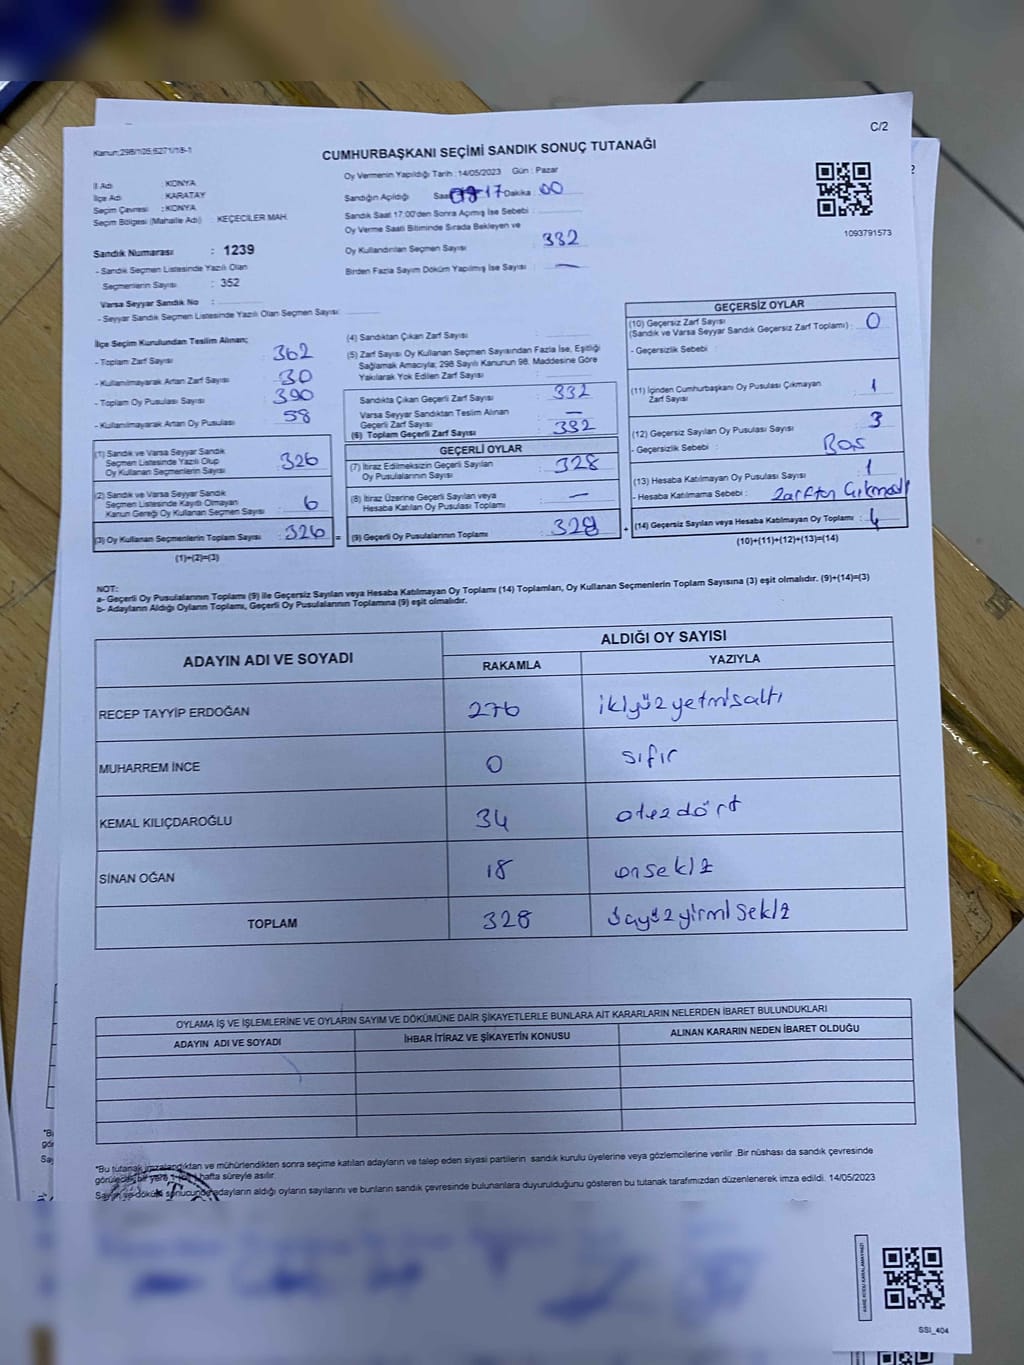 C/2
Kanun:298/105,6271/18-1
CUMHURBAŞKANI SEÇİMİ SANDIK SONUÇ TUTANAĞI
İl Adı : KONYA
İlçe Adı : KARATAY
Seçim Çevresi : KONYA
Seçim Bölgesi (Mahalle Adı) : KEÇECİLER MAH.
Sandık Numarası : 1239
- Sandık Seçmen Listesinde Yazılı Olan
Seçmenlerin Sayısı : 352
Varsa Seyyar Sandık No :
- Seyyar Sandık Seçmen Listesinde Yazılı Olan Seçmen Sayısı:
Oy Vermenin Yapıldığı Tarih : 14/05/2023 Gün : Pazar
Sandığın Açıldığı Saat 17 Dakika : 00
Sandık Saat 17:00'den Sonra Açımış İse Sebebi :
Oy Verme Saati Bitiminde Sırada Bekleyen ve
Oy Kullandırılan Seçmen Sayısı : 332
Birden Fazla Sayım Döküm Yapılmış İse Sayısı : —
1093791573
İlçe Seçim Kurulundan Teslim Alınan;
- Toplam Zarf Sayısı : 362
- Kullanılmayarak Artan Zarf Sayısı : 30
- Toplam Oy Pusulası Sayısı : 390
- Kullanılmayarak Artan Oy Pusulası : 58
(1) Sandık ve Varsa Seyyar Sandık
Seçmen Listesinde Yazılı Olup
Oy Kullanan Seçmenlerin Sayısı : 326
(2) Sandık ve Varsa Seyyar Sandık
Seçmen Listesinde Kayıtlı Olmayan
Kanun Gereği Oy Kullanan Seçmen Sayısı : 6
(3) Oy Kullanan Seçmenlerin Toplam Sayısı : 326 =
(1)+(2)=(3)
(4) Sandıktan Çıkan Zarf Sayısı :
(5) Zarf Sayısı Oy Kullanan Seçmen Sayısından Fazla İse, Eşitliği
Sağlamak Amacıyla; 298 Sayılı Kanunun 98. Maddesine Göre
Yakılarak Yok Edilen Zarf Sayısı :
Sandıkta Çıkan Geçerli Zarf Sayısı : 332
Varsa Seyyar Sandıktan Teslim Alınan
Geçerli Zarf Sayısı : —
(6) Toplam Geçerli Zarf Sayısı : 332
GEÇERLİ OYLAR
(7) İtiraz Edilmeksizin Geçerli Sayılan
Oy Pusulalarının Sayısı : 328
(8) İtiraz Üzerine Geçerli Sayılan veya
Hesaba Katılan Oy Pusulası Toplamı : —
(9) Geçerli Oy Pusulalarının Toplamı : 328 +
GEÇERSİZ OYLAR
(10) Geçersiz Zarf Sayısı
(Sandık ve Varsa Seyyar Sandık Geçersiz Zarf Toplamı) : 0
- Geçersizlik Sebebi :
(11) İçinden Cumhurbaşkanı Oy Pusulası Çıkmayan
Zarf Sayısı : 1
(12) Geçersiz Sayılan Oy Pusulası Sayısı : 3
- Geçersizlik Sebebi : Boş
(13) Hesaba Katılmayan Oy Pusulası Sayısı : 1
- Hesaba Katılmama Sebebi : Zarftan Çıkmadı
(14) Geçersiz Sayılan veya Hesaba Katılmayan Oy Toplamı : 4
(10)+(11)+(12)+(13)=(14)
NOT:
a- Geçerli Oy Pusulalarının Toplamı (9) ile Geçersiz Sayılan veya Hesaba Katılmayan Oy Toplamı (14) Toplamları, Oy Kullanan Seçmenlerin Toplam Sayısına (3) eşit olmalıdır. (9)+(14)=(3)
b- Adayların Aldığı Oyların Toplamı, Geçerli Oy Pusulalarının Toplamına (9) eşit olmalıdır.
ADAYIN ADI VE SOYADI ALDIĞI OY SAYISI
RAKAMLA YAZIYLA
RECEP TAYYİP ERDOĞAN 276 ikiyüzyetmişaltı
MUHARREM İNCE 0 sıfır
KEMAL KILIÇDAROĞLU 34 otuzdört
SİNAN OĞAN 18 onsekiz
TOPLAM 328 üçyüzyirmisekiz
OYLAMA İŞ VE İŞLEMLERİNE VE OYLARIN SAYIM VE DÖKÜMÜNE DAİR ŞİKAYETLERLE BUNLARA AİT KARARLARIN NELERDEN İBARET BULUNDUKLARI
ADAYIN ADI VE SOYADI İHBAR İTİRAZ VE ŞİKAYETİN KONUSU ALINAN KARARIN NEDEN İBARET OLDUĞU
*Bu tutanak imzalandıktan ve mühürlendikten sonra seçime katılan adayların ve talep eden siyasi partilerin sandık kurulu üyelerine veya gözlemcilerine verilir .Bir nüshası da sandık çevresinde
görülecek bir yere 1 (bir) hafta süreyle asılır.
Sayım ve döküm sonucunda adayların aldığı oyların sayılarını ve bunların sandık çevresinde bulunanlara duyurulduğunu gösteren bu tutanak tarafımızdan düzenlenerek imza edildi. 14/05/2023
KARE KODU KARALAMAYINIZ!
SSI_404